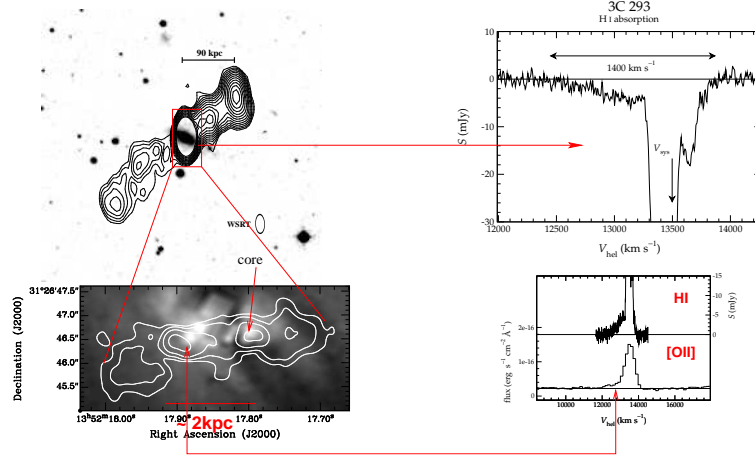 3C 293
H I absorption
90 kpc
10
0
-10
-20
-30
S (mJy)
1400 km s⁻¹
V_sys
12000
12500
13000
13500
14000
V_hel (km s⁻¹)
WSRT
core
31°26'47.5"
47.0
46.5
46.0
45.5
Declination (J2000)
13ʰ52ᵐ18.00ˢ
17.90
17.80
17.70
Right Ascension (J2000)
~ 2kpc
HI
-15
-10
-5
0
S (mJy)
[OII]
2e-16
1e-16
0
flux (erg s⁻¹ cm⁻² Å⁻¹)
10000
12000
14000
16000
V_hel (km s⁻¹)